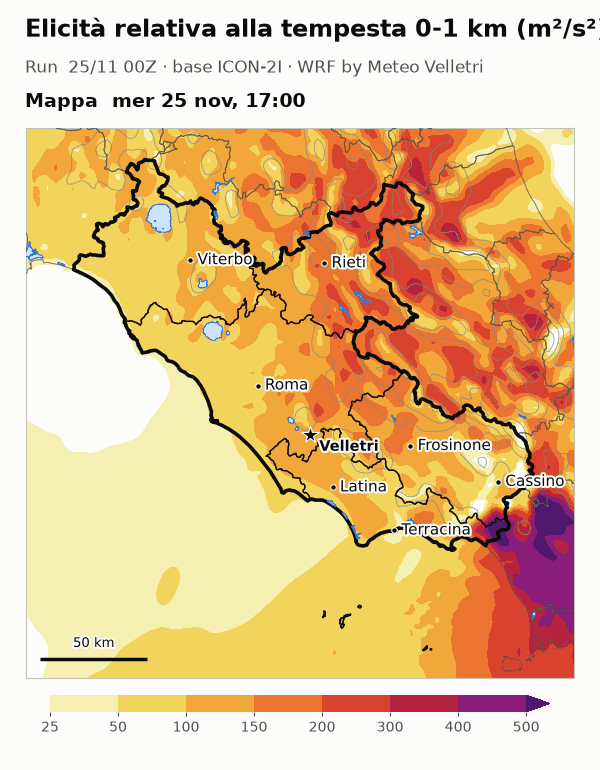 Elicità relativa alla tempesta 0-1 km (m²/s²)
Run  25/11 00Z · base ICON-2I · WRF by Meteo Velletri
Mappa  mer 25 nov, 17:00
Viterbo
Rieti
Roma
Velletri
Frosinone
Cassino
Latina
Terracina
50 km
25 50 100 150 200 300 400 500